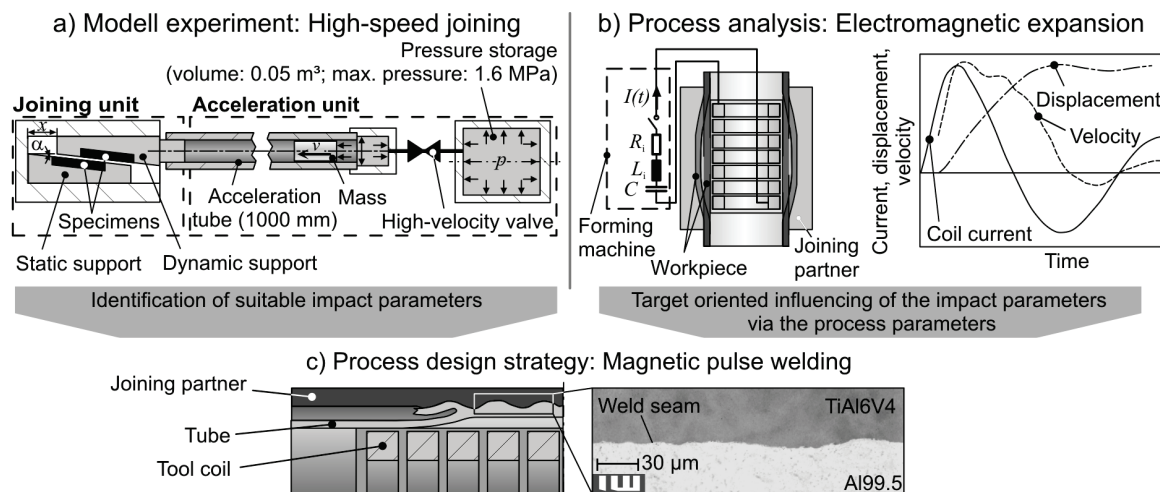 a) Modell experiment: High-speed joining
Pressure storage
(volume: 0.05 m³; max. pressure: 1.6 MPa)
Joining unit
Acceleration unit
x
α
v
p
Specimens
Acceleration
tube (1000 mm)
Mass
High-velocity valve
Static support
Dynamic support
Identification of suitable impact parameters
b) Process analysis: Electromagnetic expansion
I(t)
Ri
Li
C
Forming
machine
Workpiece
Joining
partner
Current, displacement,
velocity
Displacement
Velocity
Coil current
Time
Target oriented influencing of the impact parameters
via the process parameters
c) Process design strategy: Magnetic pulse welding
Joining partner
Tube
Tool coil
Weld seam
TiAl6V4
30 µm
Al99.5